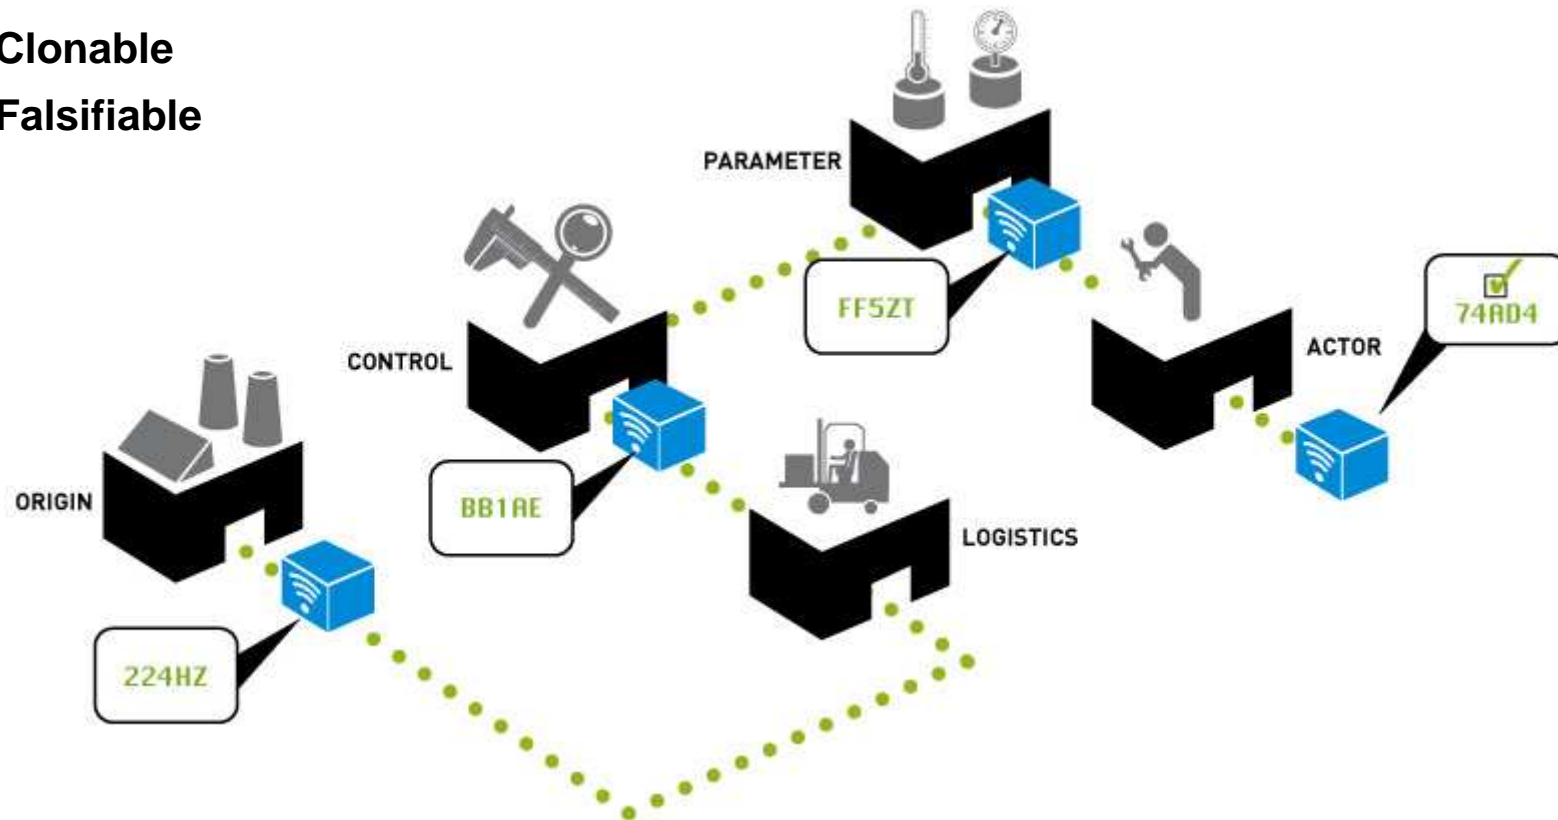 Clonable
Falsifiable
PARAMETER
FF5ZT
74AD4
CONTROL
ACTOR
ORIGIN
BB1AE
LOGISTICS
224HZ